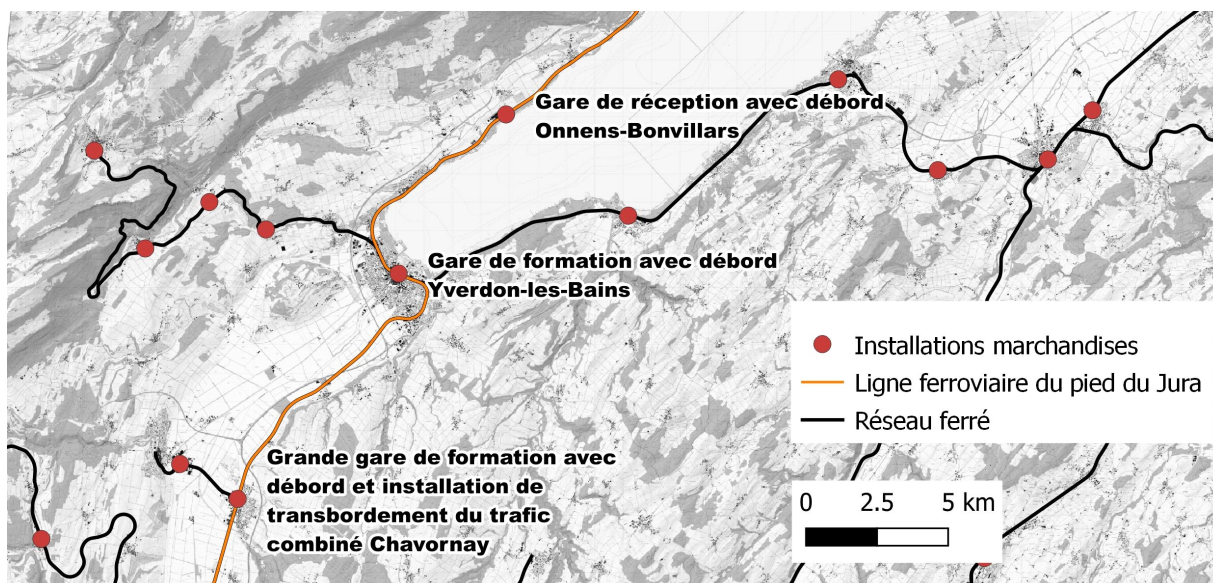 Gare de réception avec débord
Onnens-Bonvillars
Gare de formation avec débord
Yverdon-les-Bains
Installations marchandises
Ligne ferroviaire du pied du Jura
Réseau ferré
Grande gare de formation avec
débord et installation de
transbordement du trafic
combiné Chavornay
0 2.5 5 km